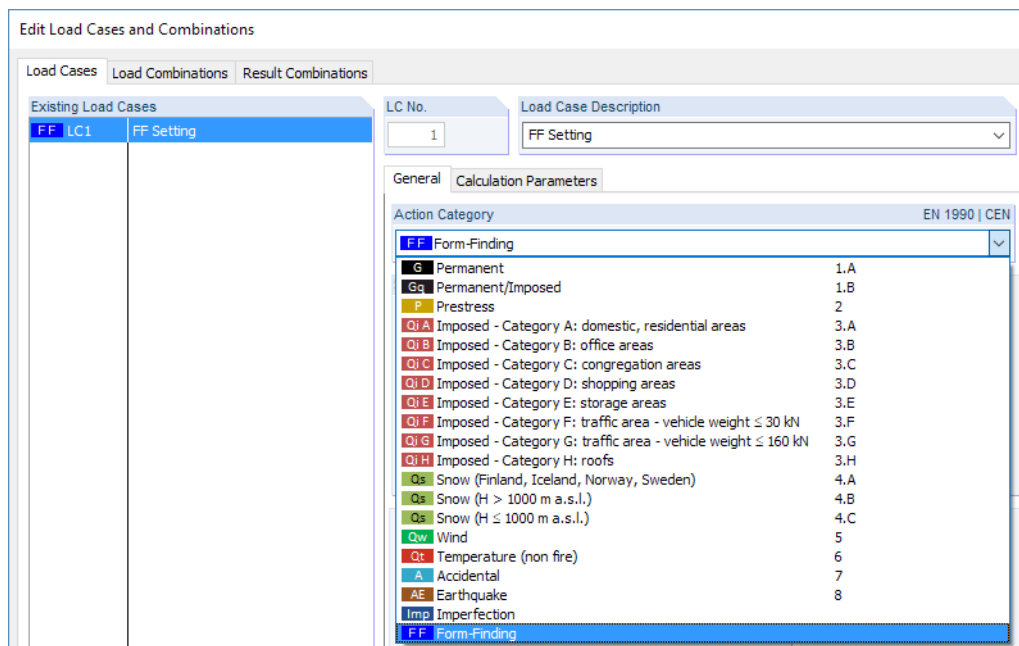 Edit Load Cases and Combinations
Load Cases Load Combinations Result Combinations
Existing Load Cases
FF LC1 FF Setting
LC No.
1
Load Case Description
FF Setting
General Calculation Parameters
Action Category EN 1990 | CEN
FF Form-Finding
G Permanent 1.A
Gq Permanent/Imposed 1.B
P Prestress 2
Qi A Imposed - Category A: domestic, residential areas 3.A
Qi B Imposed - Category B: office areas 3.B
Qi C Imposed - Category C: congregation areas 3.C
Qi D Imposed - Category D: shopping areas 3.D
Qi E Imposed - Category E: storage areas 3.E
Qi F Imposed - Category F: traffic area - vehicle weight ≤ 30 kN 3.F
Qi G Imposed - Category G: traffic area - vehicle weight ≤ 160 kN 3.G
Qi H Imposed - Category H: roofs 3.H
Qs Snow (Finland, Iceland, Norway, Sweden) 4.A
Qs Snow (H > 1000 m a.s.l.) 4.B
Qs Snow (H ≤ 1000 m a.s.l.) 4.C
Qw Wind 5
Qt Temperature (non fire) 6
A Accidental 7
AE Earthquake 8
Imp Imperfection
FF Form-Finding